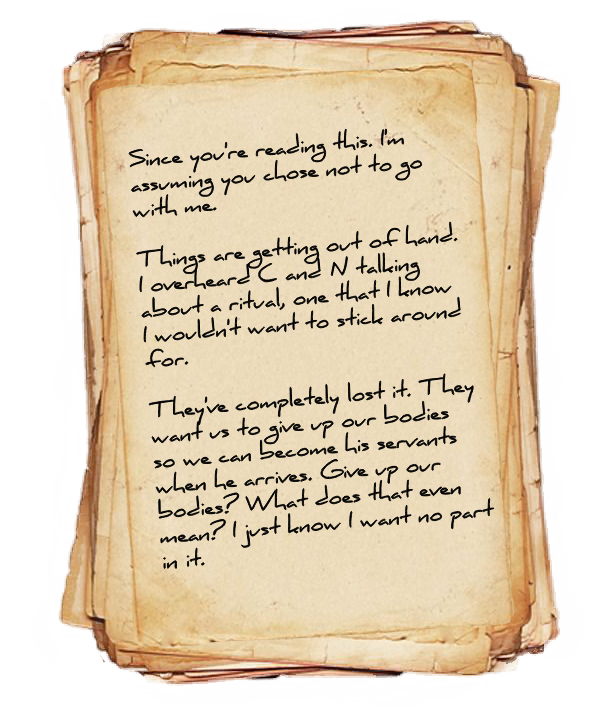 Since you're reading this. I'm
assuming you chose not to go
with me.
Things are getting out of hand.
I overheard C and N talking
about a ritual, one that I know
I wouldn't want to stick around
for.
They've completely lost it. They
want us to give up our bodies
so we can become his servants
when he arrives. Give up our
bodies? What does that even
mean? I just know I want no part
in it.